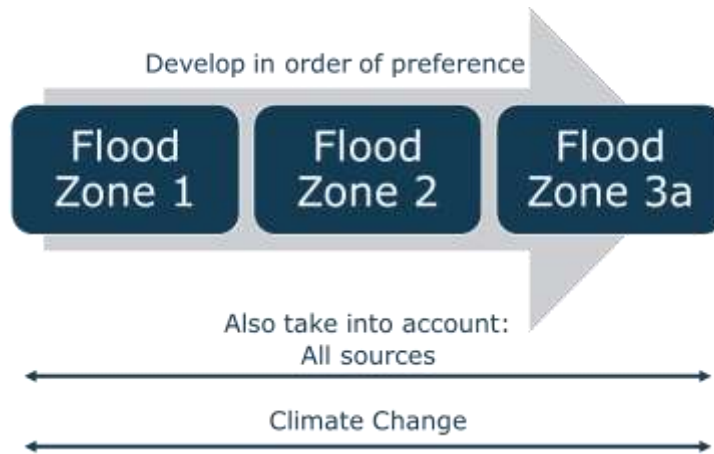 Develop in order of preference
Flood
Zone 1
Flood
Zone 2
Flood
Zone 3a
Also take into account:
All sources
Climate Change